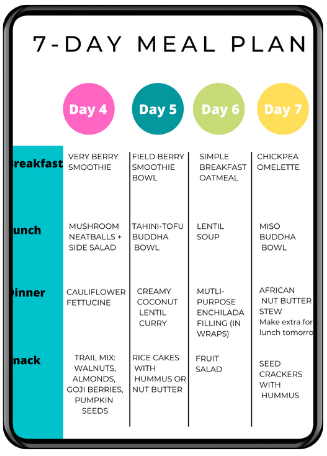 7-DAY MEAL PLAN
Day 4 Day 5 Day 6 Day 7
reakfast
VERY BERRY
SMOOTHIE
FIELD BERRY
SMOOTHIE
BOWL
SIMPLE
BREAKFAST
OATMEAL
CHICKPEA
OMELETTE
unch
MUSHROOM
NEATBALLS +
SIDE SALAD
TAHINI-TOFU
BUDDHA
BOWL
LENTIL
SOUP
MISO
BUDDHA
BOWL
inner
CAULIFLOWER
FETTUCINE
CREAMY
COCONUT
LENTIL
CURRY
MUTLI-
PURPOSE
ENCHILADA
FILLING (IN
WRAPS)
AFRICAN
NUT BUTTER
STEW
Make extra for
lunch tomorro
nack
TRAIL MIX:
WALNUTS,
ALMONDS,
GOJI BERRIES,
PUMPKIN
SEEDS
RICE CAKES
WITH
HUMMUS OR
NUT BUTTER
FRUIT
SALAD
SEED
CRACKERS
WITH
HUMMUS